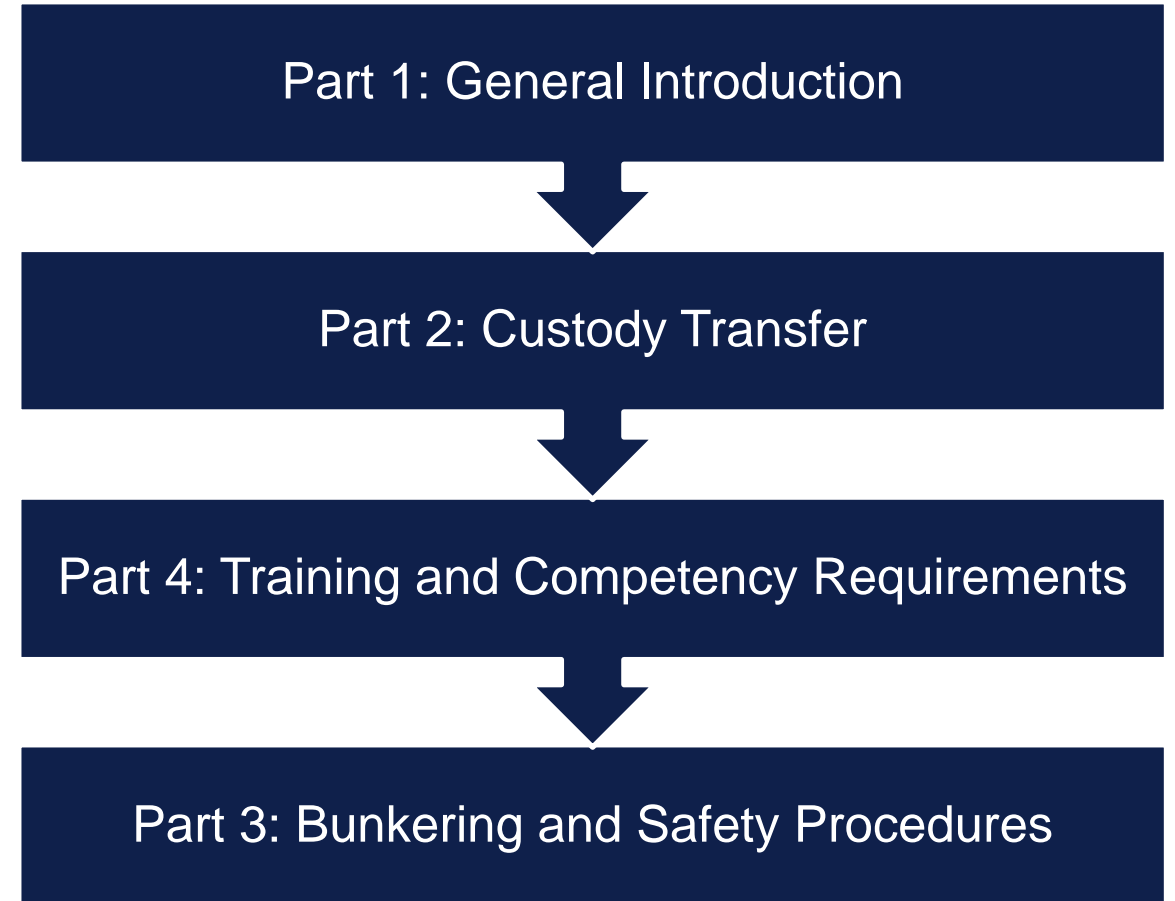 Part 1: General Introduction
Part 2: Custody Transfer
Part 4: Training and Competency Requirements
Part 3: Bunkering and Safety Procedures